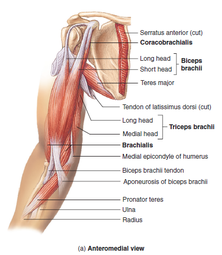 Serratus anterior (cut)
Coracobrachialis
Long head
Short head
Biceps
brachii
Teres major
Tendon of latissimus dorsi (cut)
Long head
Medial head
Triceps brachii
Brachialis
Medial epicondyle of humerus
Biceps brachii tendon
Aponeurosis of biceps brachii
Pronator teres
Ulna
Radius
(a) Anteromedial view